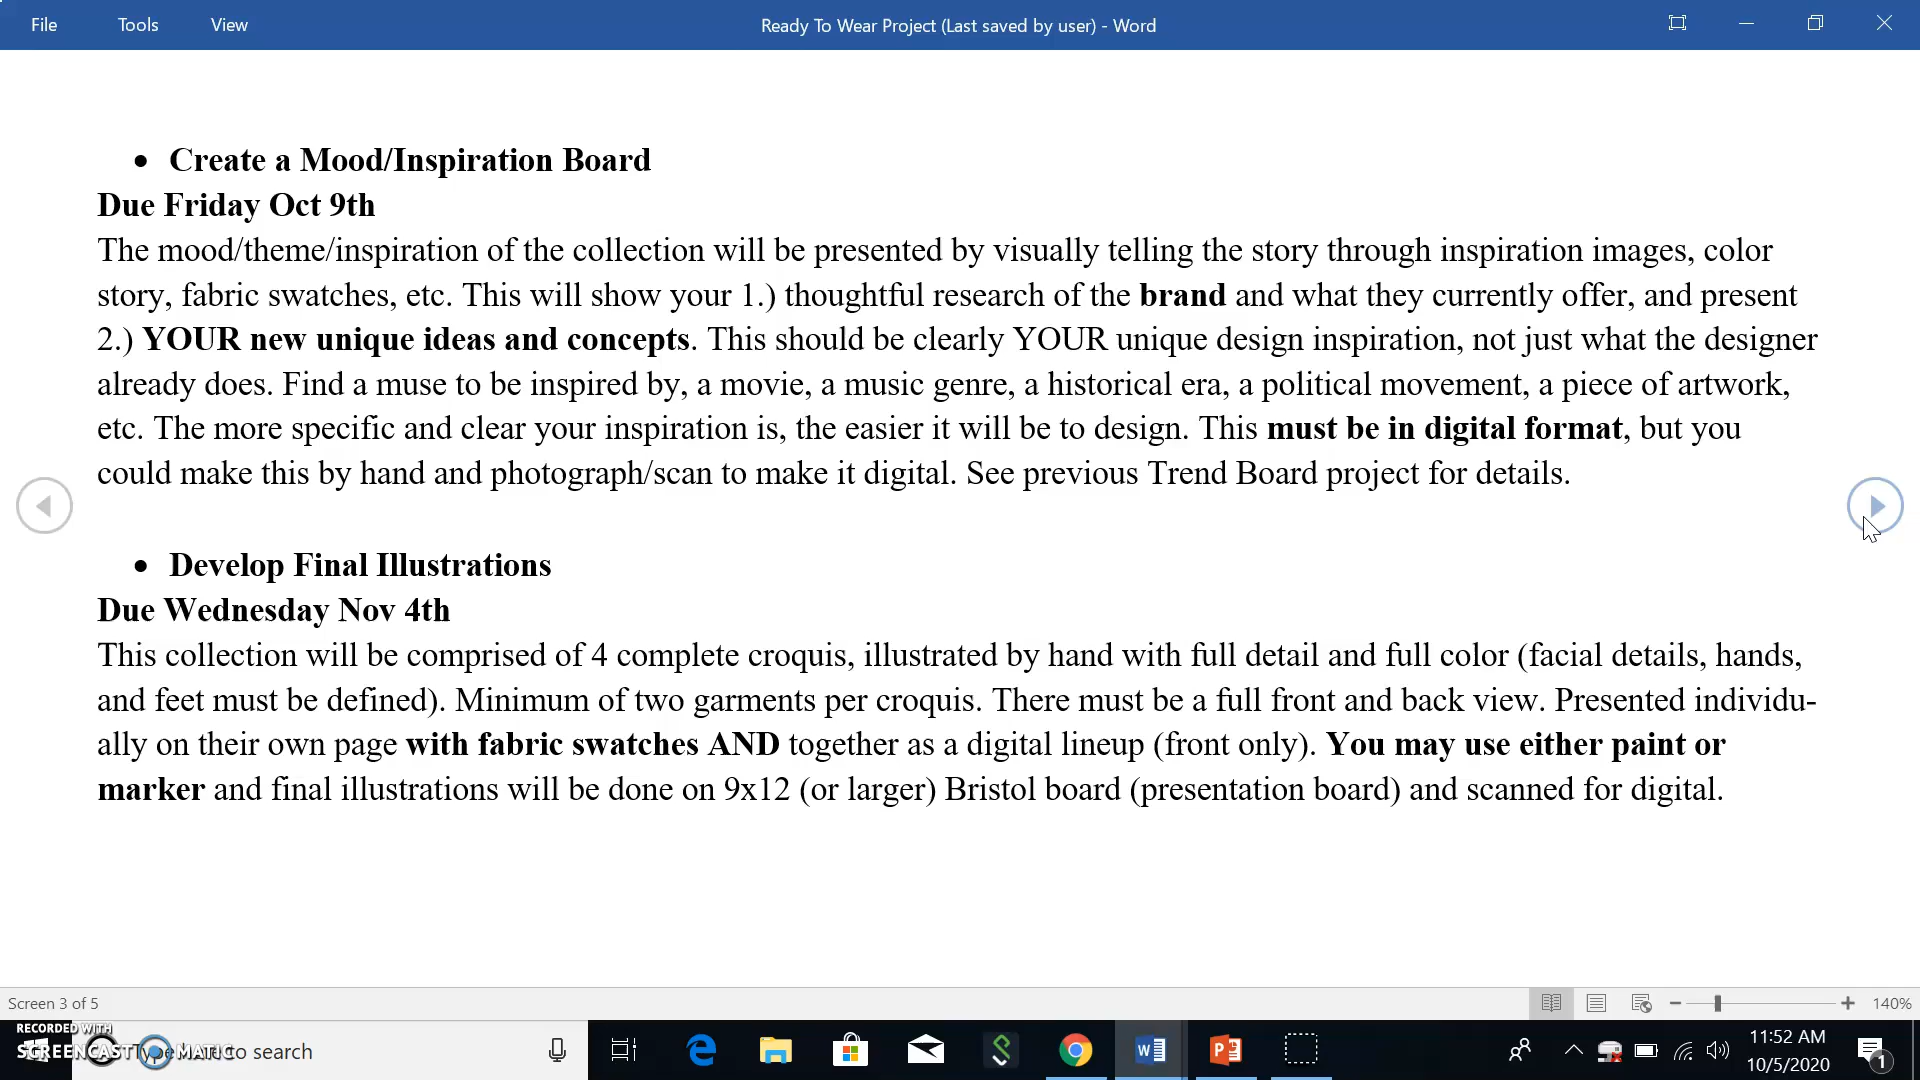 File Tools View Ready To Wear Project (Last saved by user) - Word
• Create a Mood/Inspiration Board
Due Friday Oct 9th
The mood/theme/inspiration of the collection will be presented by visually telling the story through inspiration images, color
story, fabric swatches, etc. This will show your 1.) thoughtful research of the brand and what they currently offer, and present
2.) YOUR new unique ideas and concepts. This should be clearly YOUR unique design inspiration, not just what the designer
already does. Find a muse to be inspired by, a movie, a music genre, a historical era, a political movement, a piece of artwork,
etc. The more specific and clear your inspiration is, the easier it will be to design. This must be in digital format, but you
could make this by hand and photograph/scan to make it digital. See previous Trend Board project for details.
• Develop Final Illustrations
Due Wednesday Nov 4th
This collection will be comprised of 4 complete croquis, illustrated by hand with full detail and full color (facial details, hands,
and feet must be defined). Minimum of two garments per croquis. There must be a full front and back view. Presented individu-
ally on their own page with fabric swatches AND together as a digital lineup (front only). You may use either paint or
marker and final illustrations will be done on 9x12 (or larger) Bristol board (presentation board) and scanned for digital.
Screen 3 of 5 140%
RECORDED WITH
SCREENCAST MATIC
Type here to search
11:52 AM
10/5/2020
1